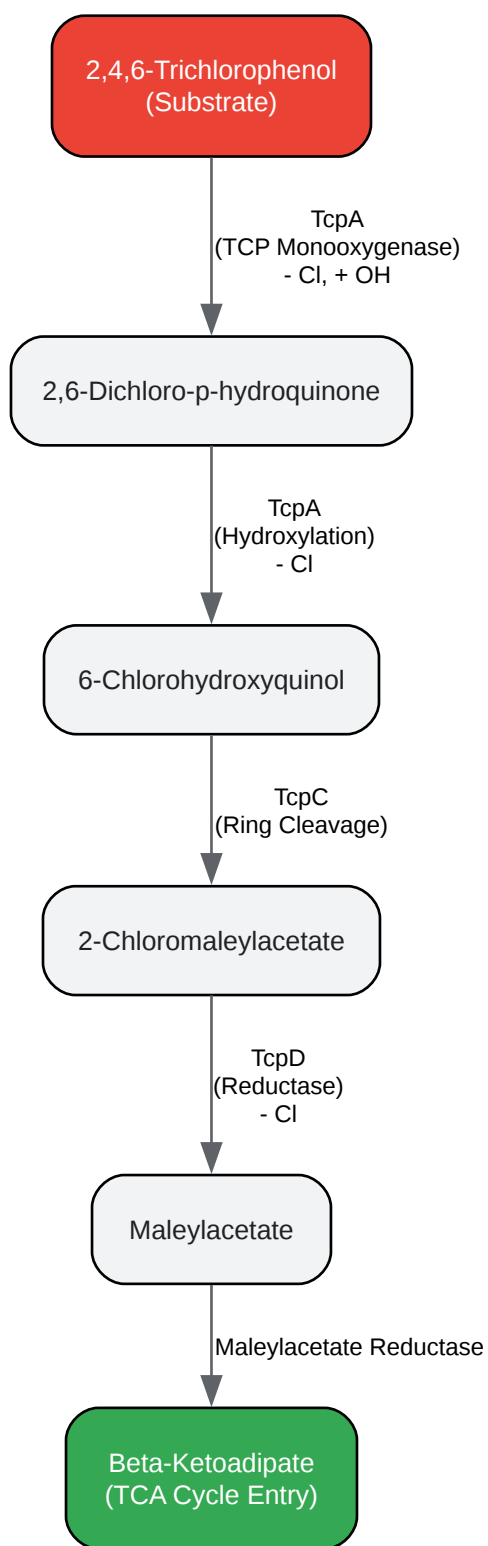 2,4,6-Trichlorophenol
(Substrate)
TcpA
(TCP Monooxygenase)
- Cl, + OH
2,6-Dichloro-p-hydroquinone
TcpA
(Hydroxylation)
- Cl
6-Chlorohydroxyquinol
TcpC
(Ring Cleavage)
2-Chloromaleylacetate
TcpD
(Reductase)
- Cl
Maleylacetate
Maleylacetate Reductase
Beta-Ketoadipate
(TCA Cycle Entry)